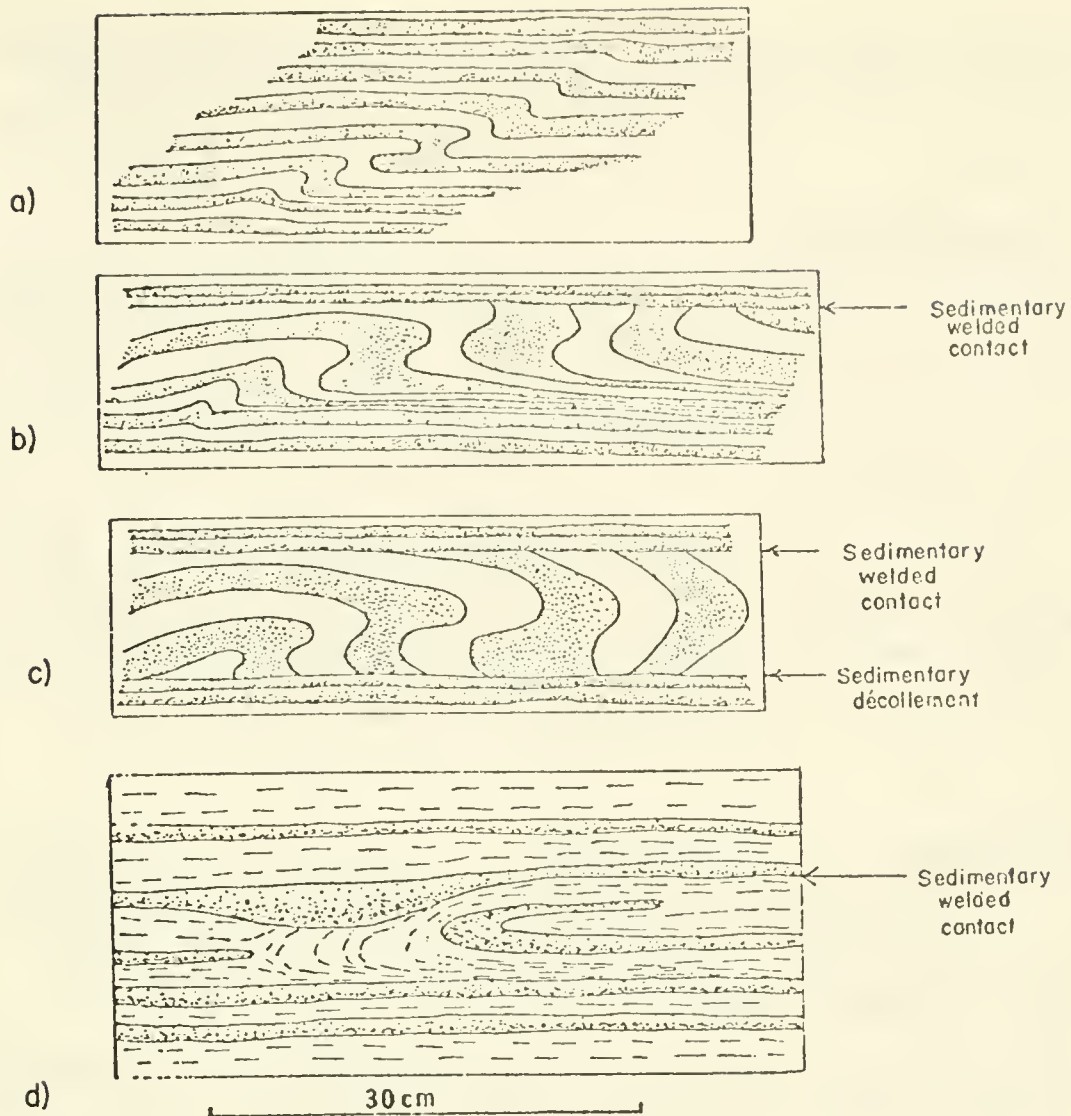 a)
b)
Sedimentary
welded
contact
c)
Sedimentary
welded
contact
Sedimentary
décollement
d)
Sedimentary
welded
contact
30 cm